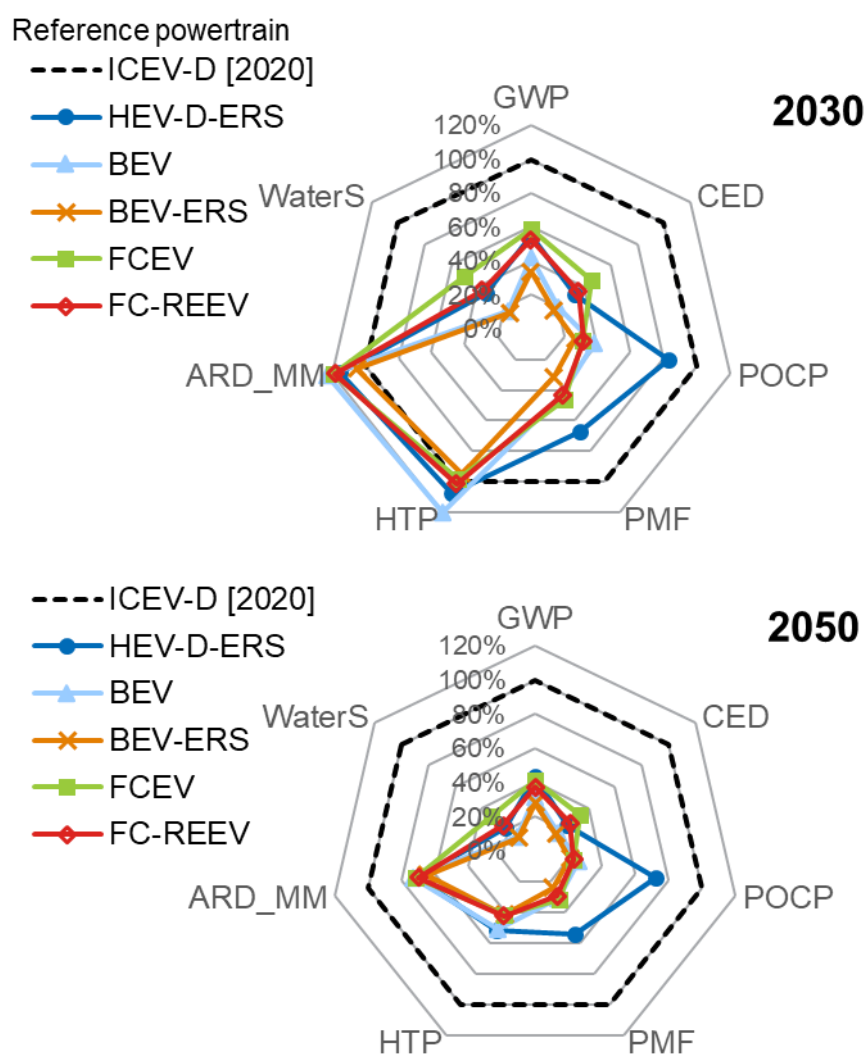 Reference powertrain
ICEV-D [2020]
HEV-D-ERS
BEV
BEV-ERS
FCEV
FC-REEV
2030
GWP
CED
POCP
PMF
HTP
ARD_MM
WaterS
120%
100%
80%
60%
40%
20%
0%
ICEV-D [2020]
HEV-D-ERS
BEV
BEV-ERS
FCEV
FC-REEV
2050
GWP
CED
POCP
PMF
HTP
ARD_MM
WaterS
120%
100%
80%
60%
40%
20%
0%